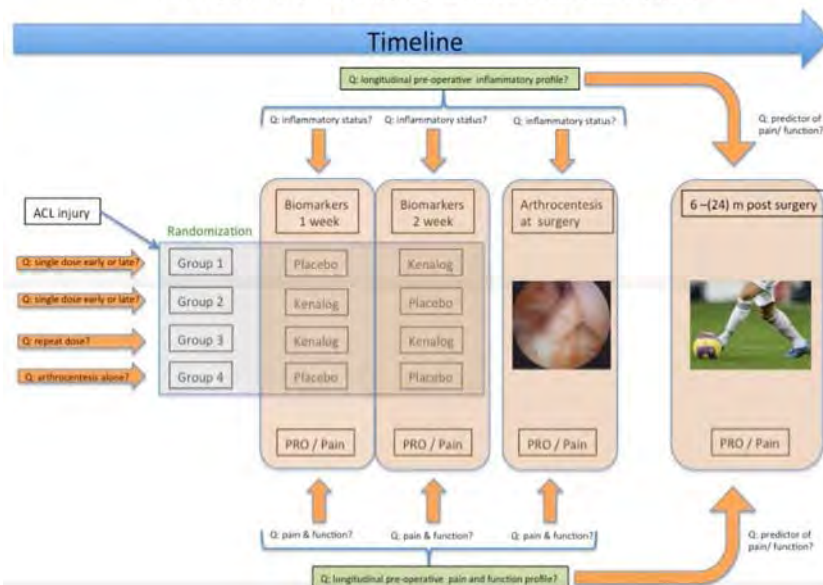 Timeline
Q: longitudinal pre-operative inflammatory profile?
Q: inflammatory status?
Q: inflammatory status?
Q: inflammatory status?
Q: predictor of
pain/ function?
ACL injury
Randomization
Biomarkers
1 week
Biomarkers
2 week
Arthrocentesis
at surgery
6 –(24) m post surgery
Q: single dose early or late?
Group 1
Placebo
Kenalog
Q: single dose early or late?
Group 2
Kenalog
Placebo
Q: repeat dose?
Group 3
Kenalog
Kenalog
Q: arthrocentesis alone?
Group 4
Placebo
Placebo
PRO / Pain
PRO / Pain
PRO / Pain
PRO / Pain
Q: pain & function?
Q: pain & function?
Q: pain & function?
Q: predictor of
pain/ function?
Q: longitudinal pre-operative pain and function profile?